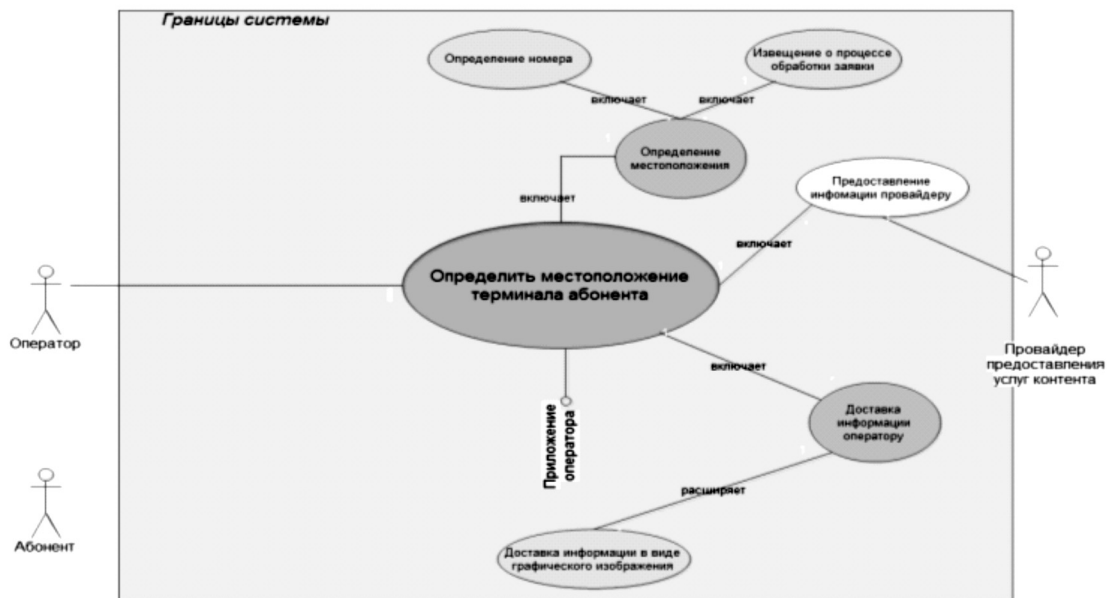 Границы системы
Определение номера
Извещение о процессе
обработки заявки
включает
включает
Определение
местоположения
Предоставление
инфомации провайдеру
включает
включает
Определить местоположение
терминала абонента
Оператор
Провайдер
предоставления
услуг контента
включает
Приложение
оператора
Доставка
информации
оператору
расширяет
Абонент
Доставка информации в виде
графического изображения